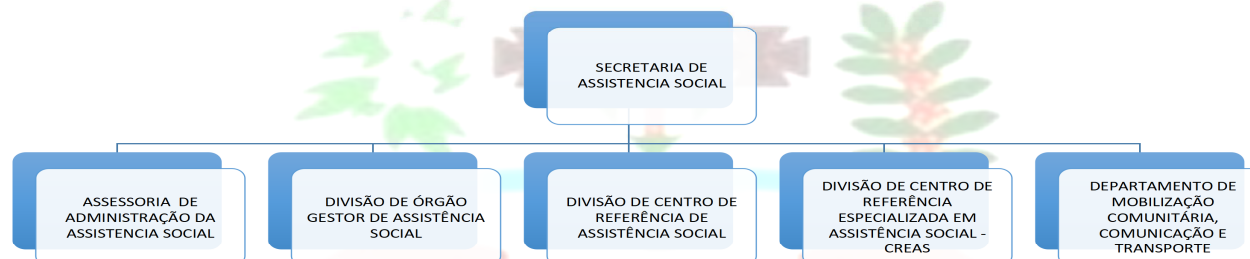 SECRETARIA DE
ASSISTENCIA SOCIAL
ASSESSORIA DE
ADMINISTRAÇÃO DA
ASSISTENCIA SOCIAL
DIVISÃO DE ÓRGÃO
GESTOR DE ASSISTÊNCIA
SOCIAL
DIVISÃO DE CENTRO DE
REFERÊNCIA DE
ASSISTÊNCIA SOCIAL
DIVISÃO DE CENTRO DE
REFERÊNCIA
ESPECIALIZADA EM
ASSISTÊNCIA SOCIAL -
CREAS
DEPARTAMENTO DE
MOBILIZAÇÃO
COMUNITÁRIA,
COMUNICAÇÃO E
TRANSPORTE